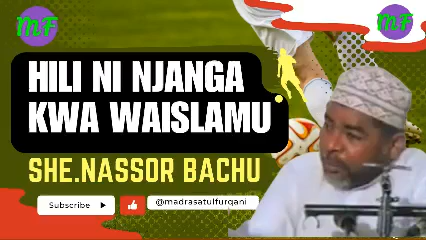 MF
MF
HILI NI NJANGA
KWA WAISLAMU
SHE.NASSOR BACHU
Subscribe
@madrasatulfurqani